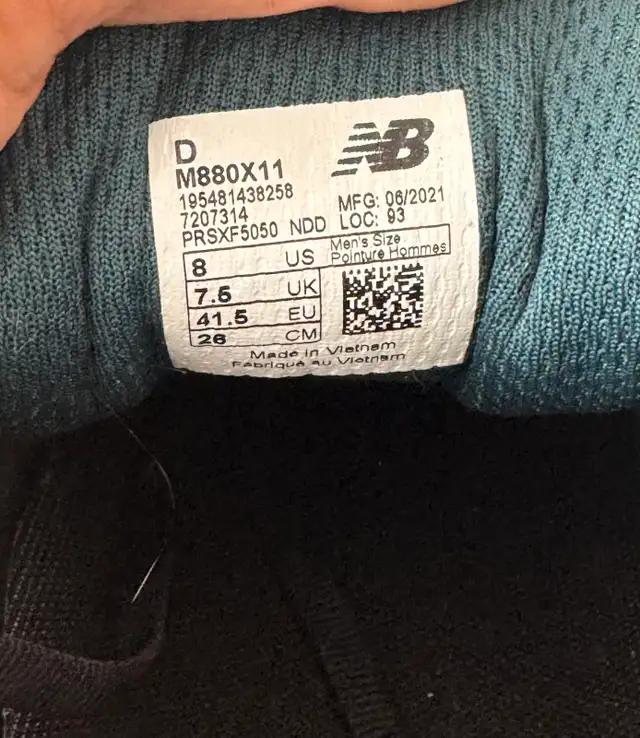 D
NB
M880X11
195481438258
7207314
MFG: 06/2021
PRSXF5050 NDD
LOC: 93
8 US
Men's Size
Pointure Hommes
7.5 UK
41.5 EU
26 CM
Made in Vietnam
Fabriqué au Vietnam